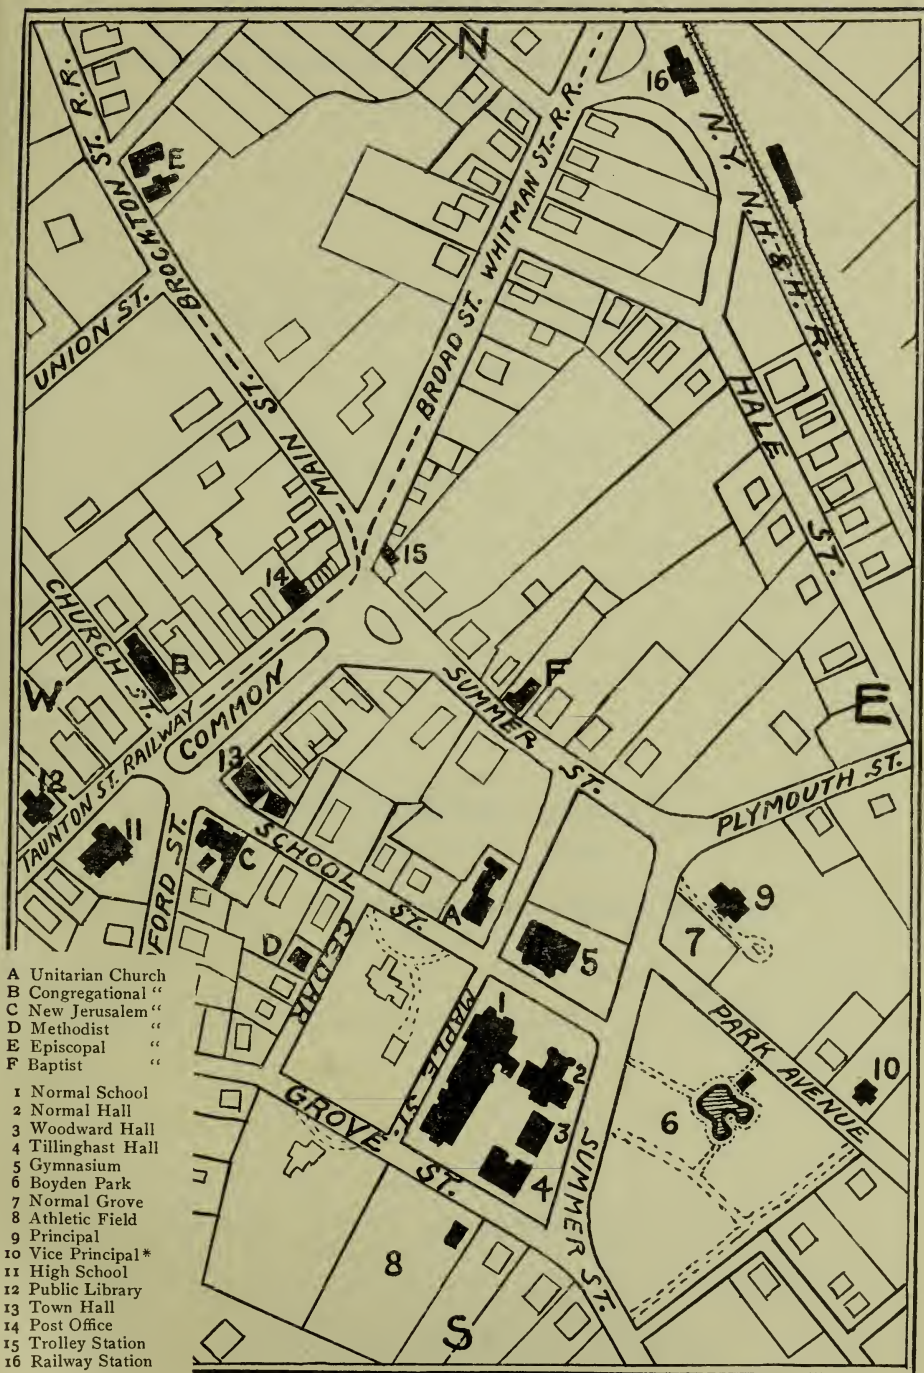 N
16
N.Y. N.H. & H. R.
E
BROCKTON ST. R.R.
BROCKTON - ST. - MAIN ST.
UNION ST.
BROAD ST. WHITMAN ST. R.R.
HALE ST.
15
14
CHURCH ST.
B
W
COMMON
TAUNTON ST. RAILWAY
SUMMER ST.
F
E
PLYMOUTH ST.
12
13
11
FORD ST.
C
SCHOOL ST.
A
5
9
7
D
CEDAR
MAPLE ST.
1
2
3
4
PARK AVENUE
10
6
GROVE ST.
SUMMER ST.
8
S
A Unitarian Church
B Congregational “
C New Jerusalem “
D Methodist “
E Episcopal “
F Baptist “
1 Normal School
2 Normal Hall
3 Woodward Hall
4 Tillinghast Hall
5 Gymnasium
6 Boyden Park
7 Normal Grove
8 Athletic Field
9 Principal
10 Vice Principal*
11 High School
12 Public Library
13 Town Hall
14 Post Office
15 Trolley Station
16 Railway Station